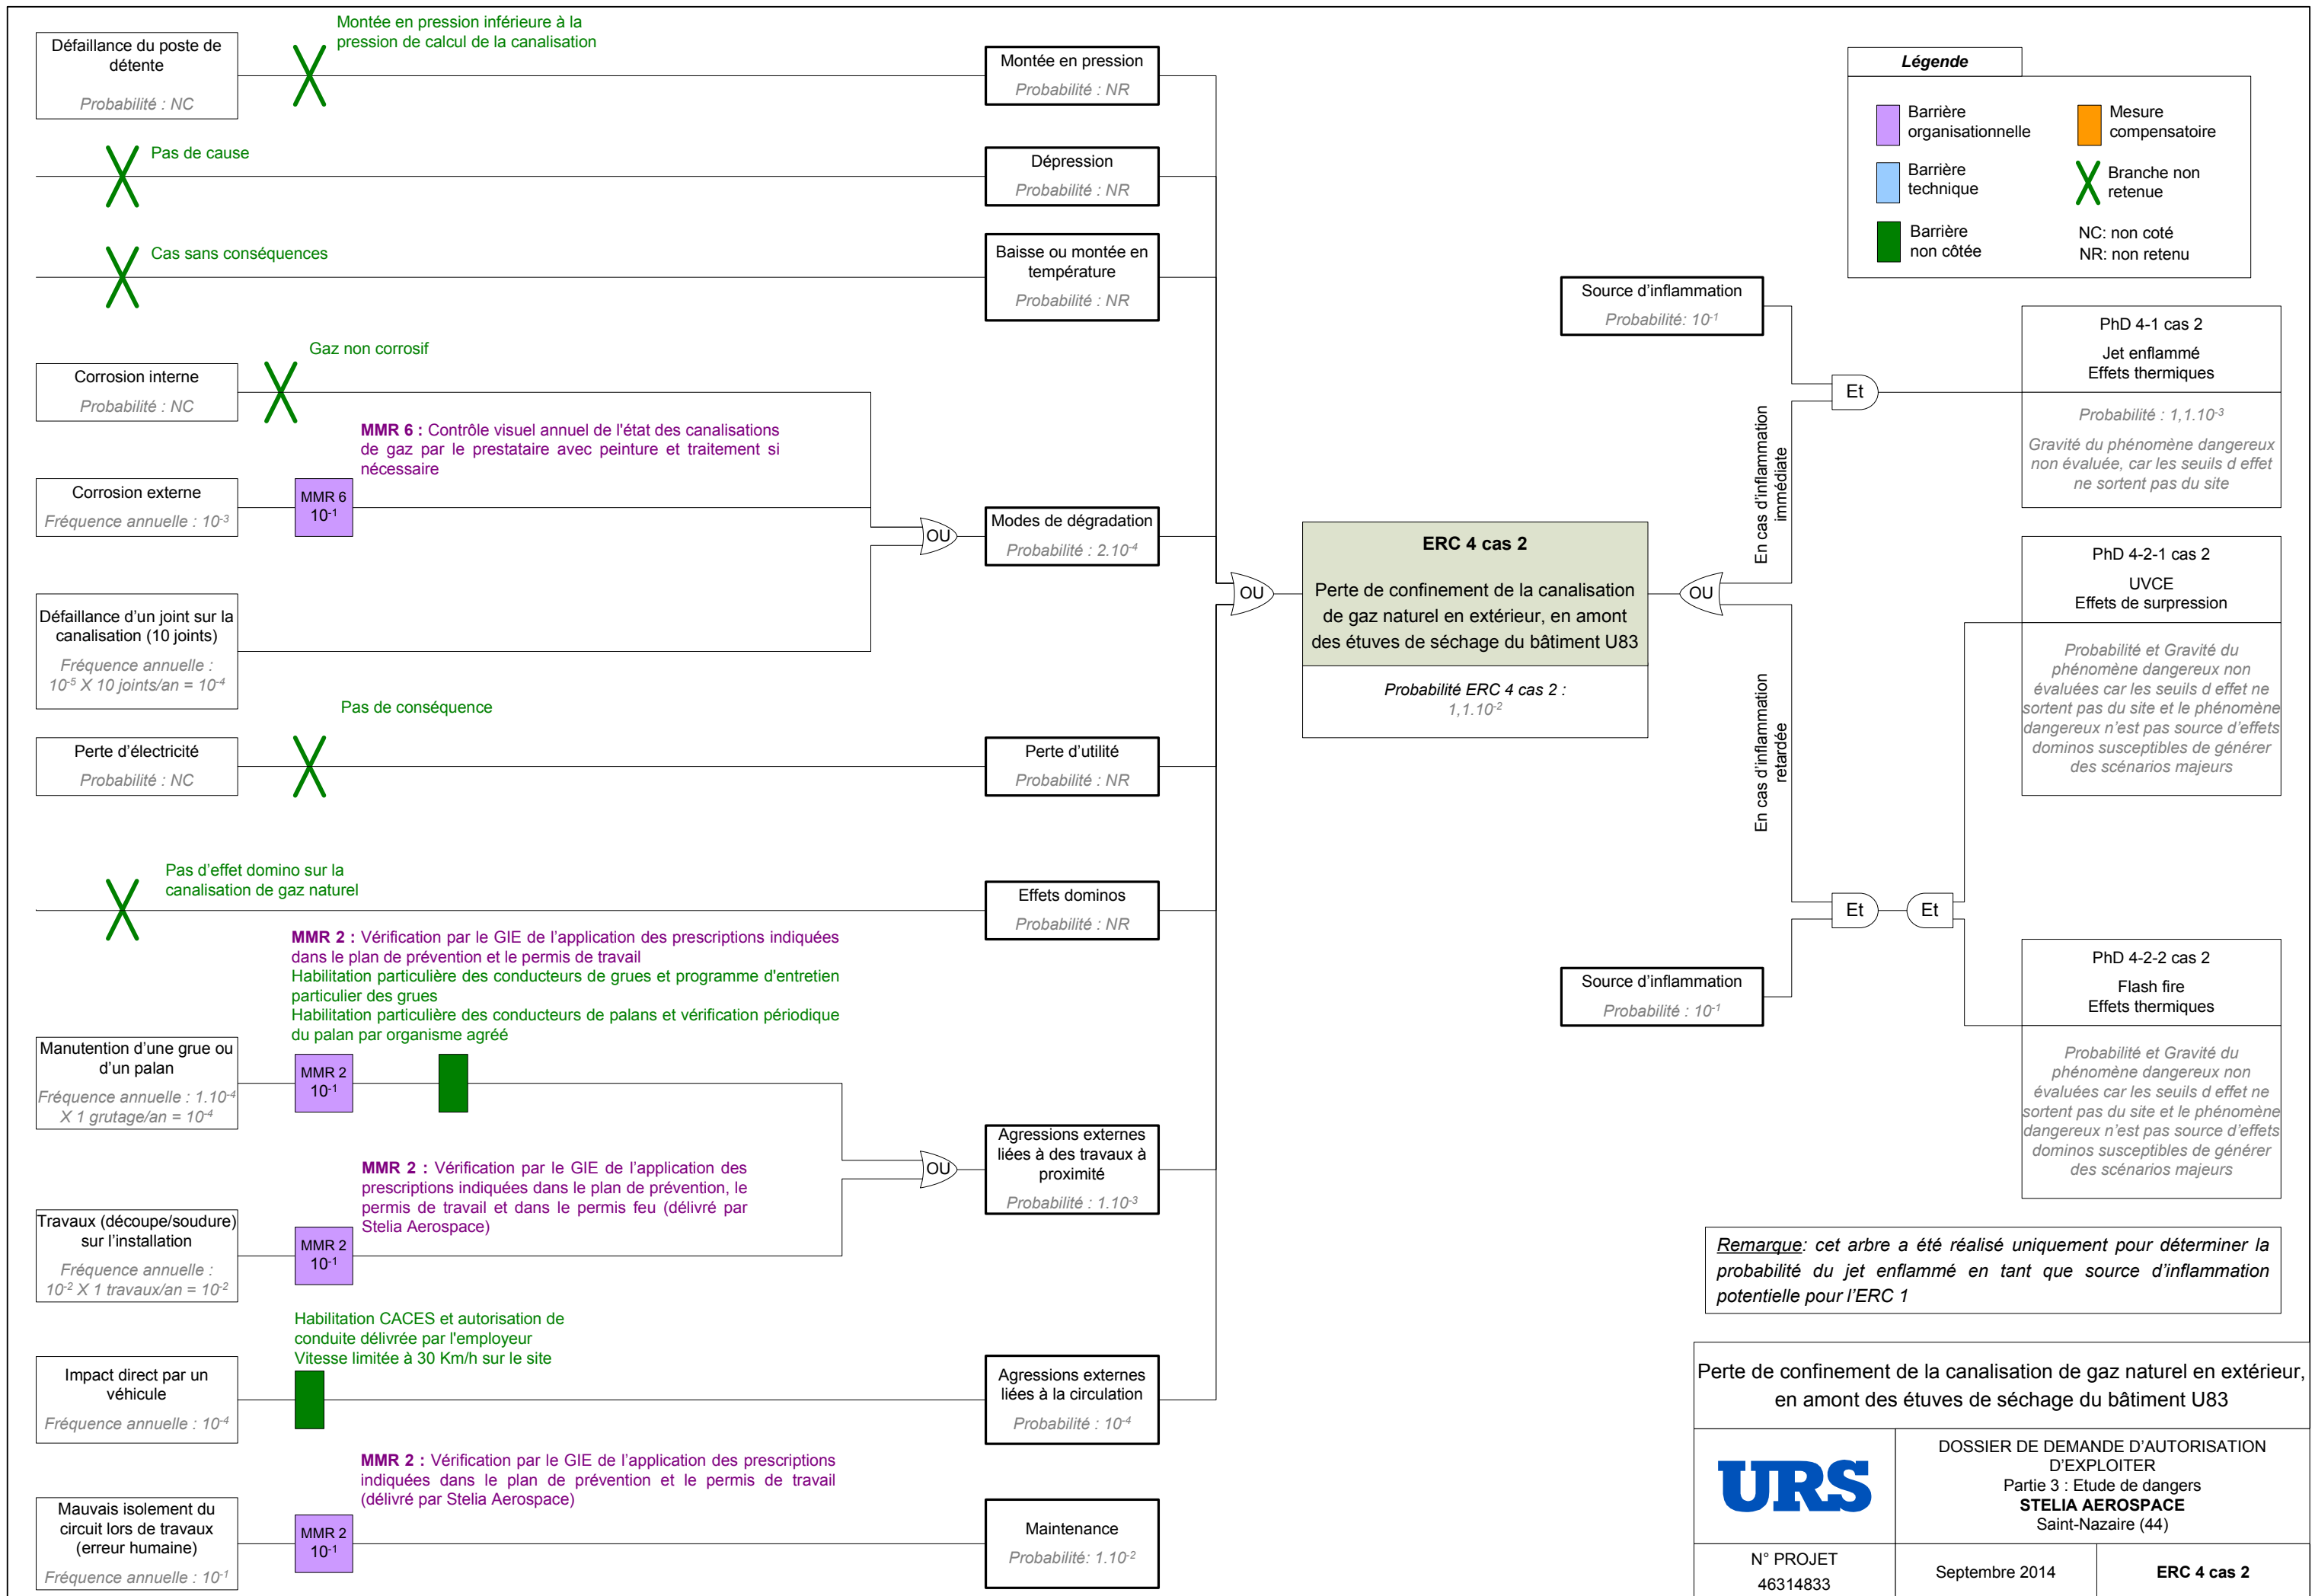 Défaillance du poste de
détente
Probabilité : NC
Montée en pression inférieure à la
pression de calcul de la canalisation
Montée en pression
Probabilité : NR
Pas de cause
Dépression
Probabilité : NR
Cas sans conséquences
Baisse ou montée en
température
Probabilité : NR
Gaz non corrosif
Corrosion interne
Probabilité : NC
MMR 6 : Contrôle visuel annuel de l'état des canalisations
de gaz par le prestataire avec peinture et traitement si
nécessaire
Corrosion externe
Fréquence annuelle : 10⁻³
MMR 6
10⁻¹
OU
Modes de dégradation
Probabilité : 2.10⁻⁴
Défaillance d'un joint sur la
canalisation (10 joints)
Fréquence annuelle :
10⁻⁵ X 10 joints/an = 10⁻⁴
Pas de conséquence
Perte d'électricité
Probabilité : NC
Perte d'utilité
Probabilité : NR
Pas d'effet domino sur la
canalisation de gaz naturel
Effets dominos
Probabilité : NR
MMR 2 : Vérification par le GIE de l'application des prescriptions indiquées
dans le plan de prévention et le permis de travail
Habilitation particulière des conducteurs de grues et programme d'entretien
particulier des grues
Habilitation particulière des conducteurs de palans et vérification périodique
du palan par organisme agréé
Manutention d'une grue ou
d'un palan
Fréquence annuelle : 1.10⁻⁴
X 1 grutage/an = 10⁻⁴
MMR 2
10⁻¹
MMR 2 : Vérification par le GIE de l'application des
prescriptions indiquées dans le plan de prévention, le
permis de travail et dans le permis feu (délivré par
Stelia Aerospace)
OU
Agressions externes
liées à des travaux à
proximité
Probabilité : 1.10⁻³
Travaux (découpe/soudure)
sur l'installation
Fréquence annuelle :
10⁻² X 1 travaux/an = 10⁻²
MMR 2
10⁻¹
Habilitation CACES et autorisation de
conduite délivrée par l'employeur
Vitesse limitée à 30 Km/h sur le site
Impact direct par un
véhicule
Fréquence annuelle : 10⁻⁴
Agressions externes
liées à la circulation
Probabilité : 10⁻⁴
MMR 2 : Vérification par le GIE de l'application des prescriptions
indiquées dans le plan de prévention et le permis de travail
(délivré par Stelia Aerospace)
Mauvais isolement du
circuit lors de travaux
(erreur humaine)
Fréquence annuelle : 10⁻¹
MMR 2
10⁻¹
Maintenance
Probabilité: 1.10⁻²
OU
ERC 4 cas 2
Perte de confinement de la canalisation
de gaz naturel en extérieur, en amont
des étuves de séchage du bâtiment U83
Probabilité ERC 4 cas 2 :
1,1.10⁻²
OU
Légende
Barrière
organisationnelle
Mesure
compensatoire
Barrière
technique
Branche non
retenue
Barrière
non côtée
NC: non coté
NR: non retenu
Source d'inflammation
Probabilité: 10⁻¹
En cas d'inflammation
immédiate
Et
PhD 4-1 cas 2
Jet enflammé
Effets thermiques
Probabilité : 1,1.10⁻³
Gravité du phénomène dangereux
non évaluée, car les seuils d effet
ne sortent pas du site
PhD 4-2-1 cas 2
UVCE
Effets de surpression
Probabilité et Gravité du
phénomène dangereux non
évaluées car les seuils d effet ne
sortent pas du site et le phénomène
dangereux n'est pas source d'effets
dominos susceptibles de générer
des scénarios majeurs
En cas d'inflammation
retardée
Et
Et
Source d'inflammation
Probabilité : 10⁻¹
PhD 4-2-2 cas 2
Flash fire
Effets thermiques
Probabilité et Gravité du
phénomène dangereux non
évaluées car les seuils d effet ne
sortent pas du site et le phénomène
dangereux n'est pas source d'effets
dominos susceptibles de générer
des scénarios majeurs
Remarque: cet arbre a été réalisé uniquement pour déterminer la
probabilité du jet enflammé en tant que source d'inflammation
potentielle pour l'ERC 1
Perte de confinement de la canalisation de gaz naturel en extérieur,
en amont des étuves de séchage du bâtiment U83
URS
DOSSIER DE DEMANDE D'AUTORISATION
D'EXPLOITER
Partie 3 : Etude de dangers
STELIA AEROSPACE
Saint-Nazaire (44)
N° PROJET
46314833
Septembre 2014
ERC 4 cas 2